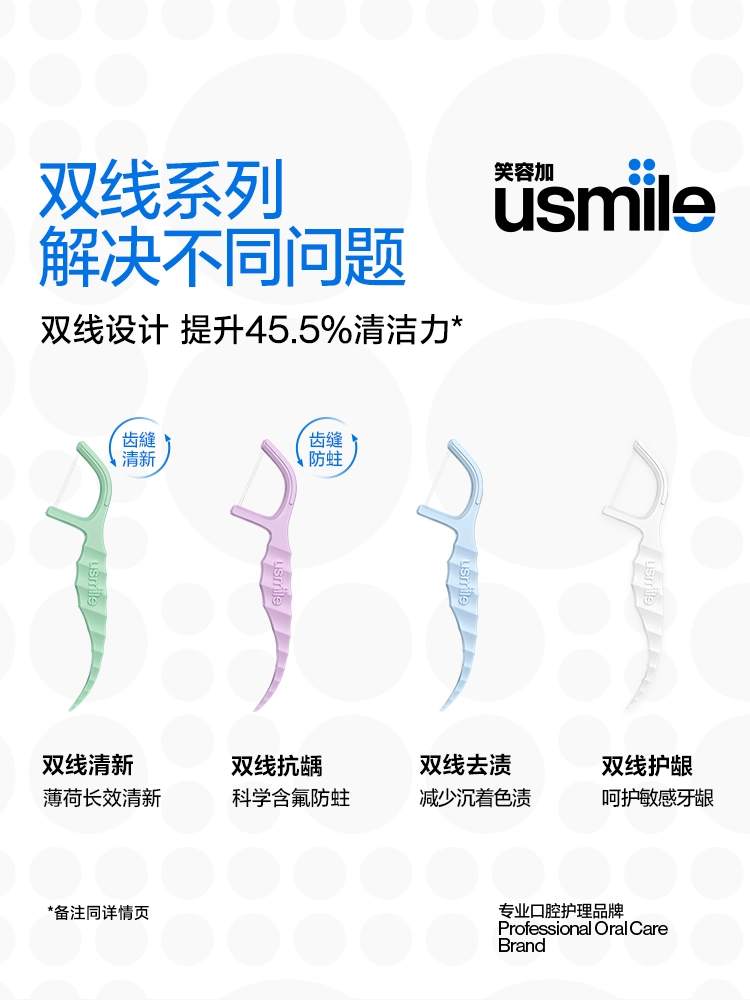 双线系列
解决不同问题
双线设计 提升45.5%清洁力*
笑容加
usmile
齿縫
清新
齿缝
防蛀
usmile
usmile
usmile
usmile
双线清新
薄荷长效清新
双线抗龋
科学含氟防蛀
双线去渍
减少沉着色渍
双线护龈
呵护敏感牙龈
*备注同详情页
专业口腔护理品牌
Professional Oral Care
Brand